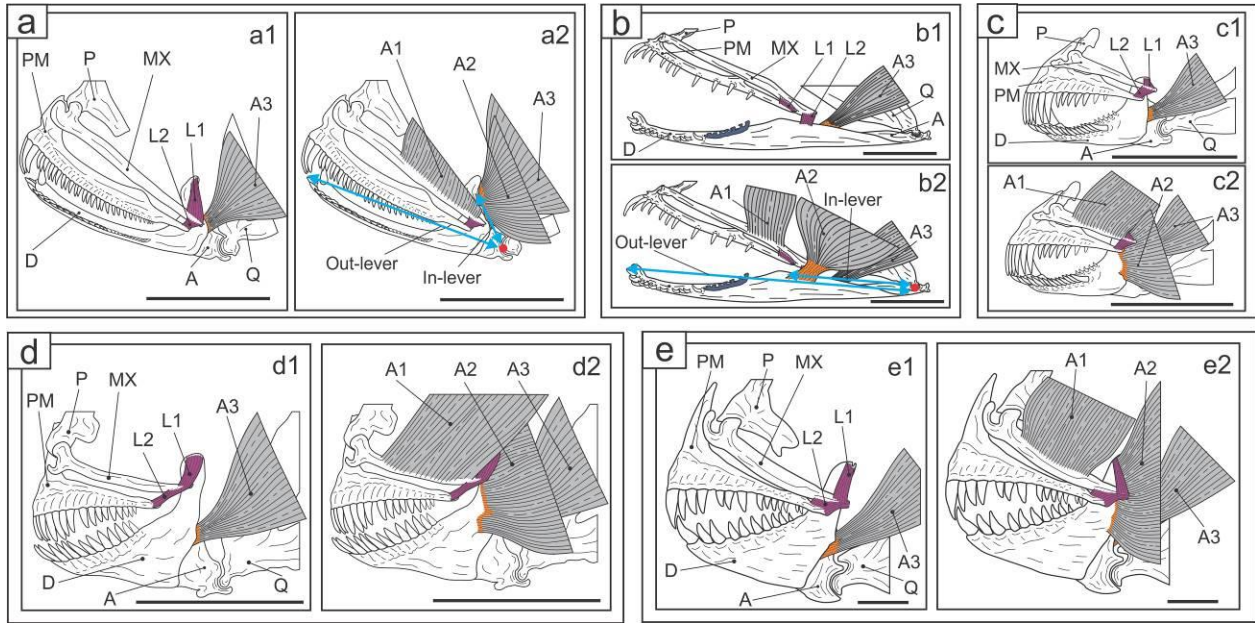 a
a1
PM
P
MX
L2
L1
A3
D
A
Q
a2
A1
A2
A3
Out-lever
In-lever
b
b1
P
PM
MX
L1
L2
A3
Q
D
A
b2
A1
A2
In-lever
Out-lever
A3
c
c1
P
L2
L1
A3
MX
PM
D
A
Q
c2
A1
A2
A3
d
d1
P
MX
PM
L1
L2
A3
D
A
Q
d2
A1
A2
A3
e
e1
PM
P
MX
L1
L2
D
A
A3
Q
e2
A1
A2
A3